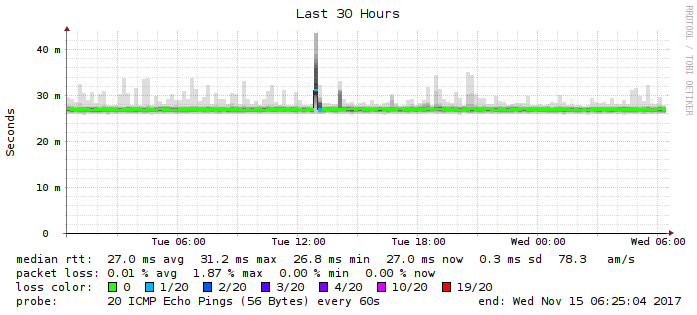 Last 30 Hours
RRDTOOL / TOBI OETIKER
Seconds
40 m
30 m
20 m
10 m
0
Tue 06:00 Tue 12:00 Tue 18:00 Wed 00:00 Wed 06:00
median rtt: 27.0 ms avg 31.2 ms max 26.8 ms min 27.0 ms now 0.3 ms sd 78.3 am/s
packet loss: 0.01 % avg 1.87 % max 0.00 % min 0.00 % now
loss color: 0 1/20 2/20 3/20 4/20 10/20 19/20
probe: 20 ICMP Echo Pings (56 Bytes) every 60s end: Wed Nov 15 06:25:04 2017